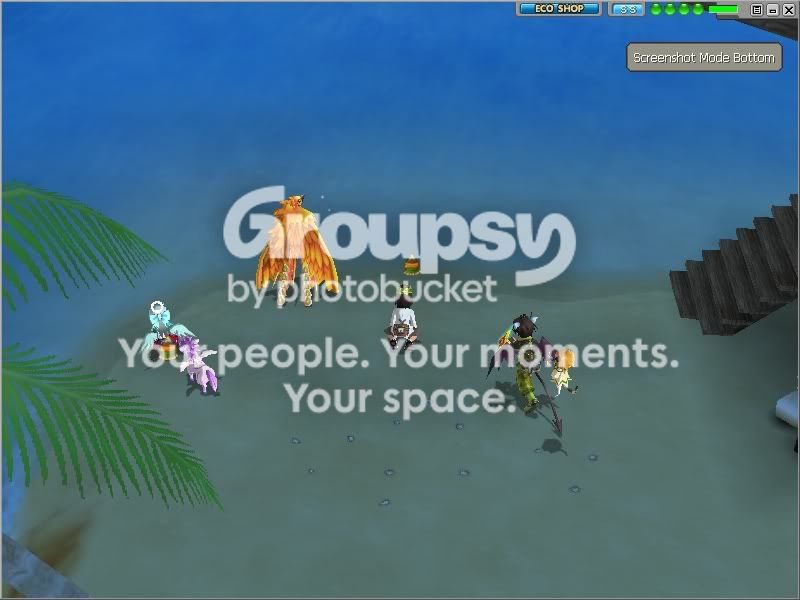 ECO SHOP
S S
Screenshot Mode Bottom
Groupsy
by photobucket
Your people. Your moments.
Your space.